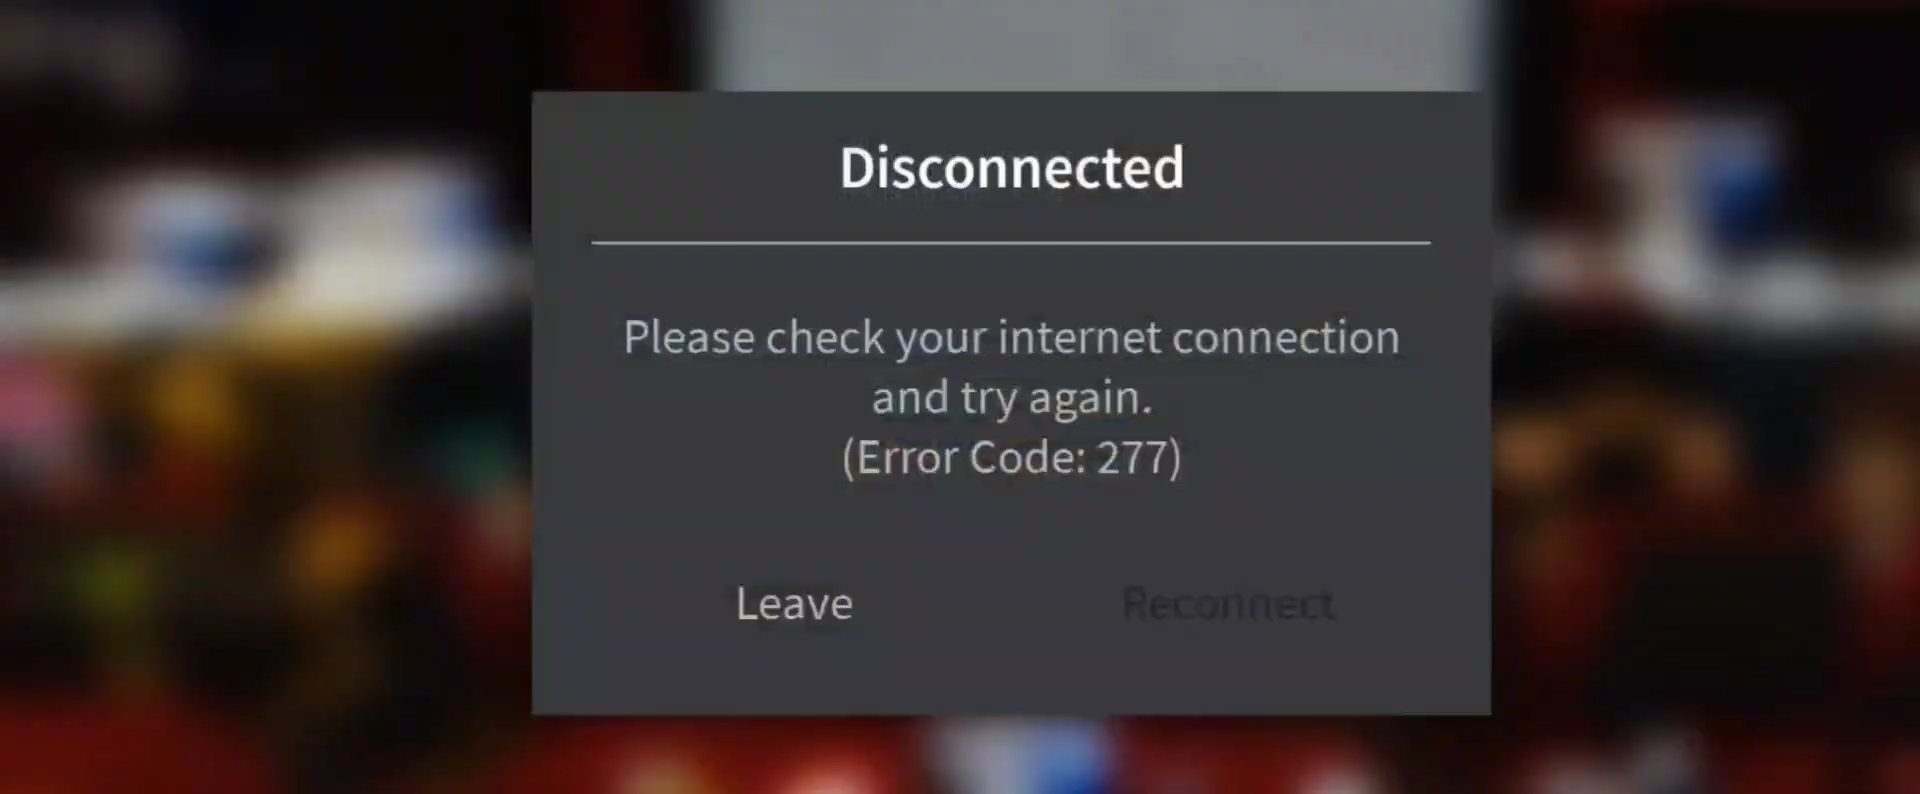 Disconnected
Please check your internet connection
and try again.
(Error Code: 277)
Leave
Reconnect